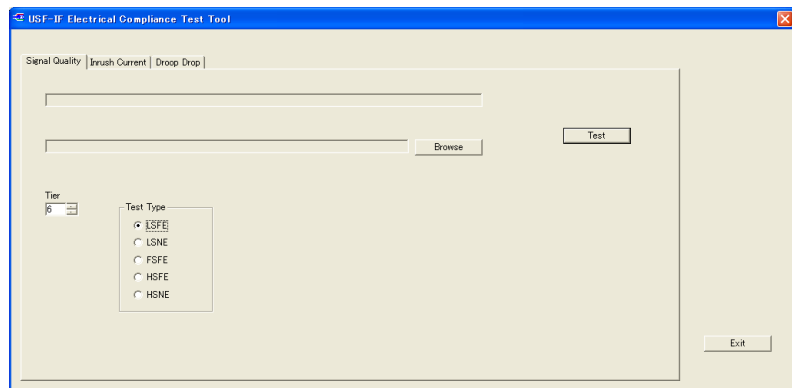 USF-IF Electrical Compliance Test Tool
Signal Quality Inrush Current Droop Drop
Test
Browse
Tier
6
Test Type
LSFE
LSNE
FSFE
HSFE
HSNE
Exit